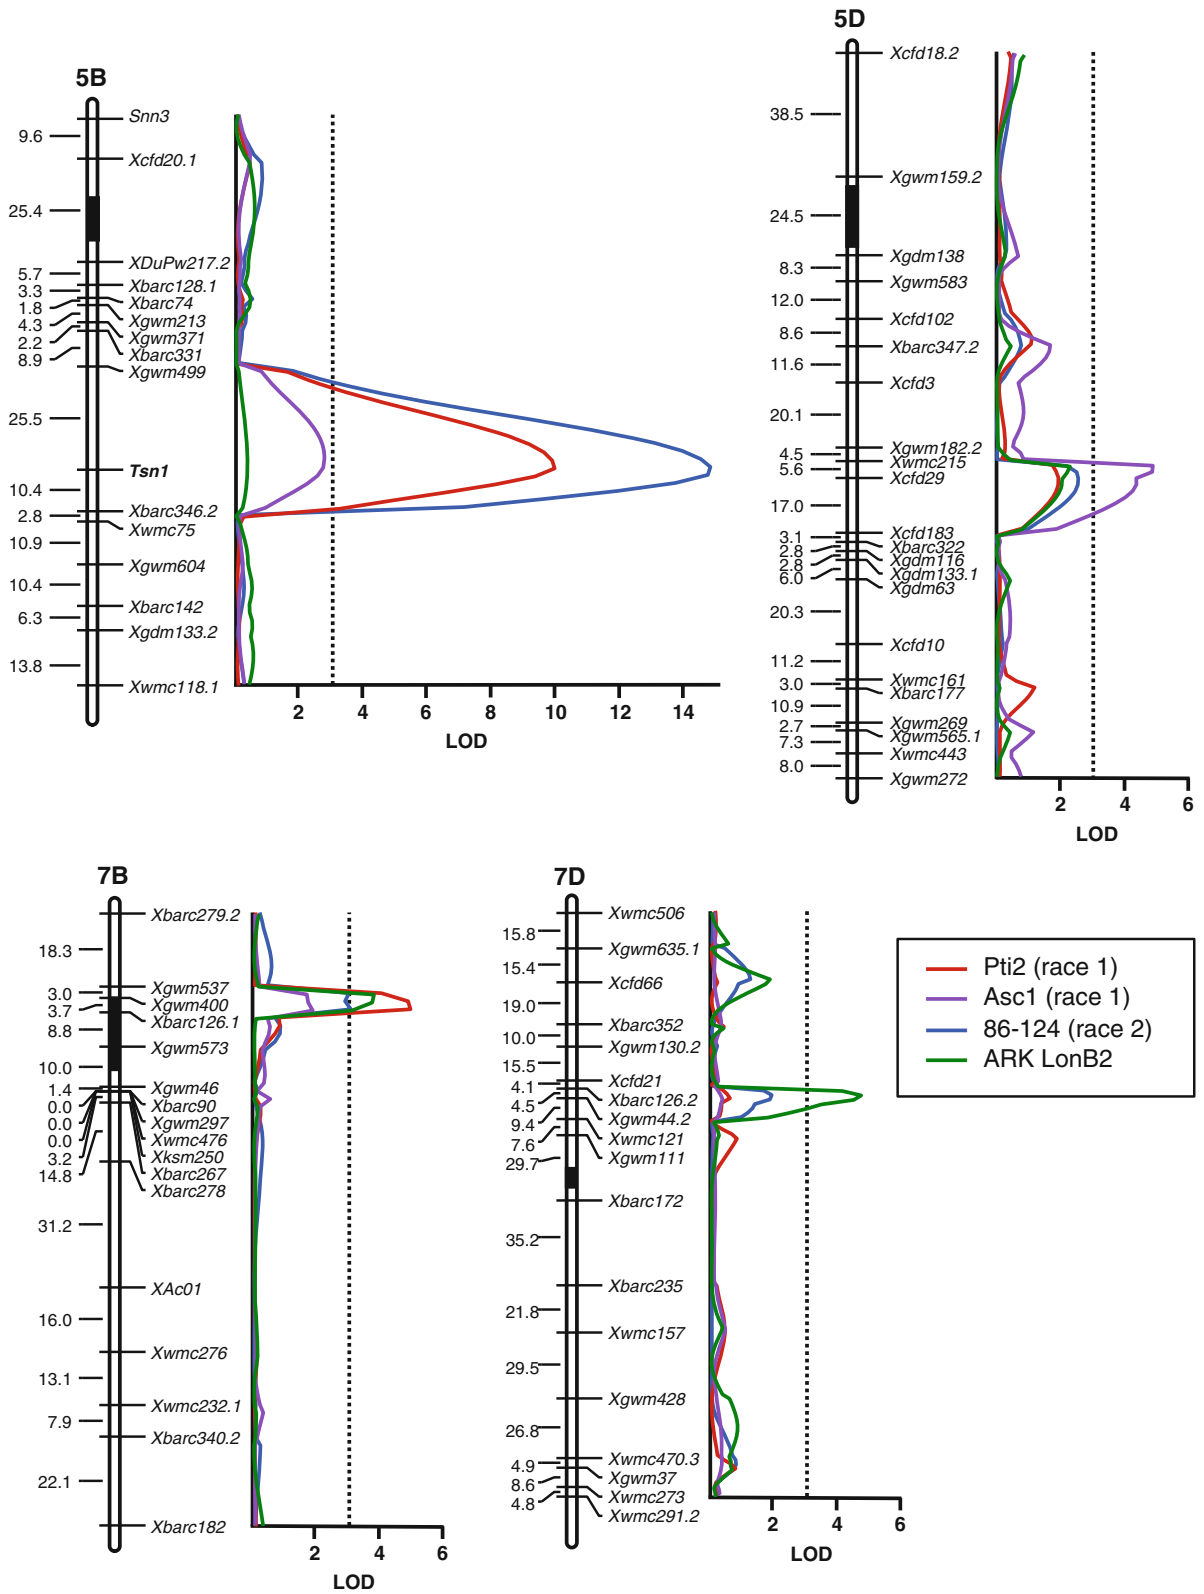 5B
Snn3
9.6
Xcfd20.1
25.4
XDuPw217.2
5.7
Xbarc128.1
3.3
Xbarc74
1.8
Xgwm213
4.3
Xgwm371
2.2
Xbarc331
8.9
Xgwm499
25.5
Tsn1
10.4
Xbarc346.2
2.8
Xwmc75
10.9
Xgwm604
10.4
Xbarc142
6.3
Xgdm133.2
13.8
Xwmc118.1
2 4 6 8 10 12 14
LOD
5D
Xcfd18.2
38.5
Xgwm159.2
24.5
Xgdm138
8.3
Xgwm583
12.0
Xcfd102
8.6
Xbarc347.2
11.6
Xcfd3
20.1
Xgwm182.2
4.5
Xwmc215
5.6
Xcfd29
17.0
Xcfd183
3.1
Xbarc322
2.8
Xgdm116
2.8
Xgdm133.1
6.0
Xgdm63
20.3
Xcfd10
11.2
Xwmc161
3.0
Xbarc177
10.9
Xgwm269
2.7
Xgwm565.1
7.3
Xwmc443
8.0
Xgwm272
2 4 6
LOD
7B
Xbarc279.2
18.3
Xgwm537
3.0
Xgwm400
3.7
Xbarc126.1
8.8
Xgwm573
10.0
Xgwm46
1.4
Xbarc90
0.0
Xgwm297
0.0
Xwmc476
0.0
Xksm250
3.2
Xbarc267
14.8
Xbarc278
31.2
XAc01
16.0
Xwmc276
13.1
Xwmc232.1
7.9
Xbarc340.2
22.1
Xbarc182
2 4 6
LOD
7D
Xwmc506
15.8
Xgwm635.1
15.4
Xcfd66
19.0
Xbarc352
10.0
Xgwm130.2
15.5
Xcfd21
4.1
Xbarc126.2
4.5
Xgwm44.2
9.4
Xwmc121
7.6
Xgwm111
29.7
Xbarc172
35.2
Xbarc235
21.8
Xwmc157
29.5
Xgwm428
26.8
Xwmc470.3
4.9
Xgwm37
8.6
Xwmc273
4.8
Xwmc291.2
2 4 6
LOD
Pti2 (race 1)
Asc1 (race 1)
86-124 (race 2)
ARK LonB2